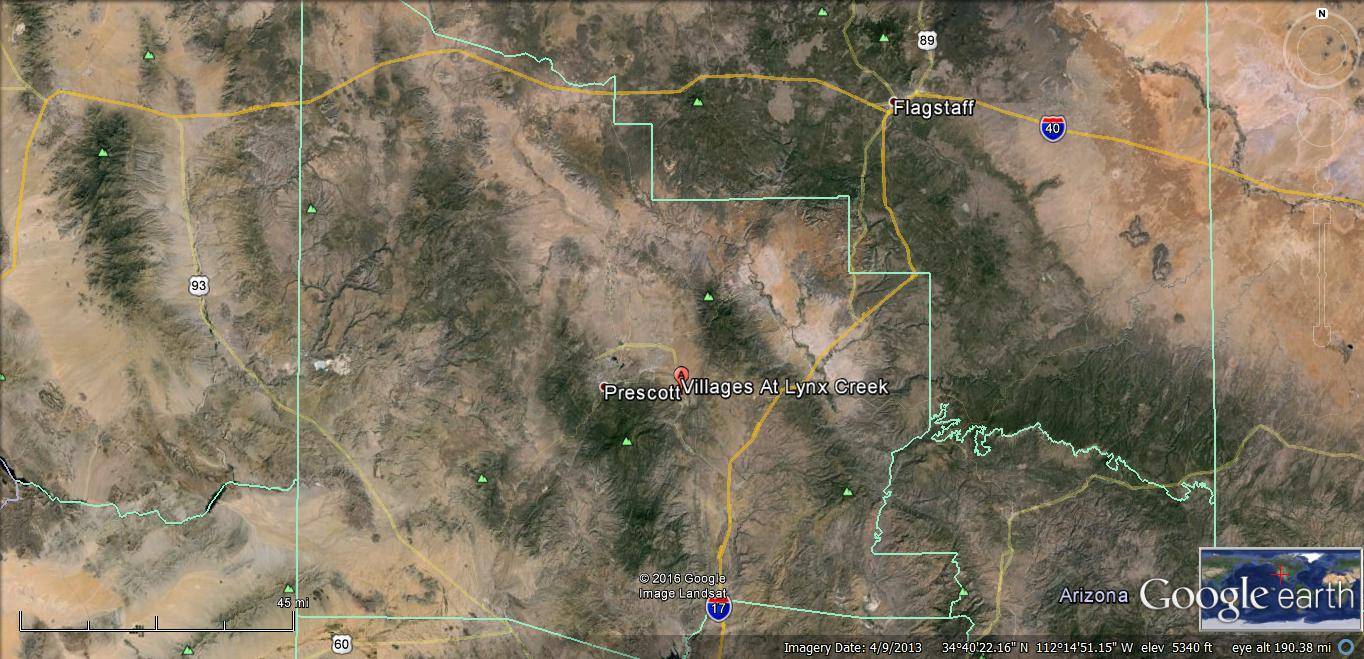 N
89
Flagstaff
40
93
Prescott
Villages At Lynx Creek
A
© 2016 Google
Image Landsat
45 mi
17
60
Arizona
Google earth
Imagery Date: 4/9/2013 34°40'22.16" N 112°14'51.15" W elev 5340 ft eye alt 190.38 mi